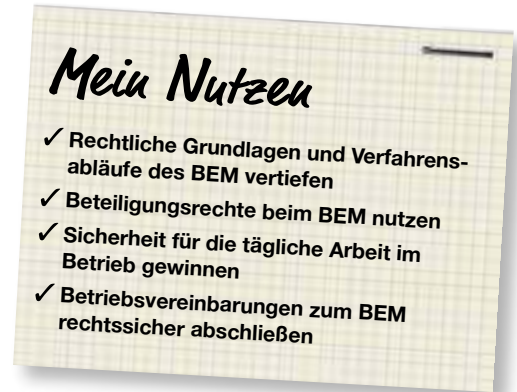 Mein Nutzen
✓ Rechtliche Grundlagen und Verfahrens-
abläufe des BEM vertiefen
✓ Beteiligungsrechte beim BEM nutzen
✓ Sicherheit für die tägliche Arbeit im
Betrieb gewinnen
✓ Betriebsvereinbarungen zum BEM
rechtssicher abschließen